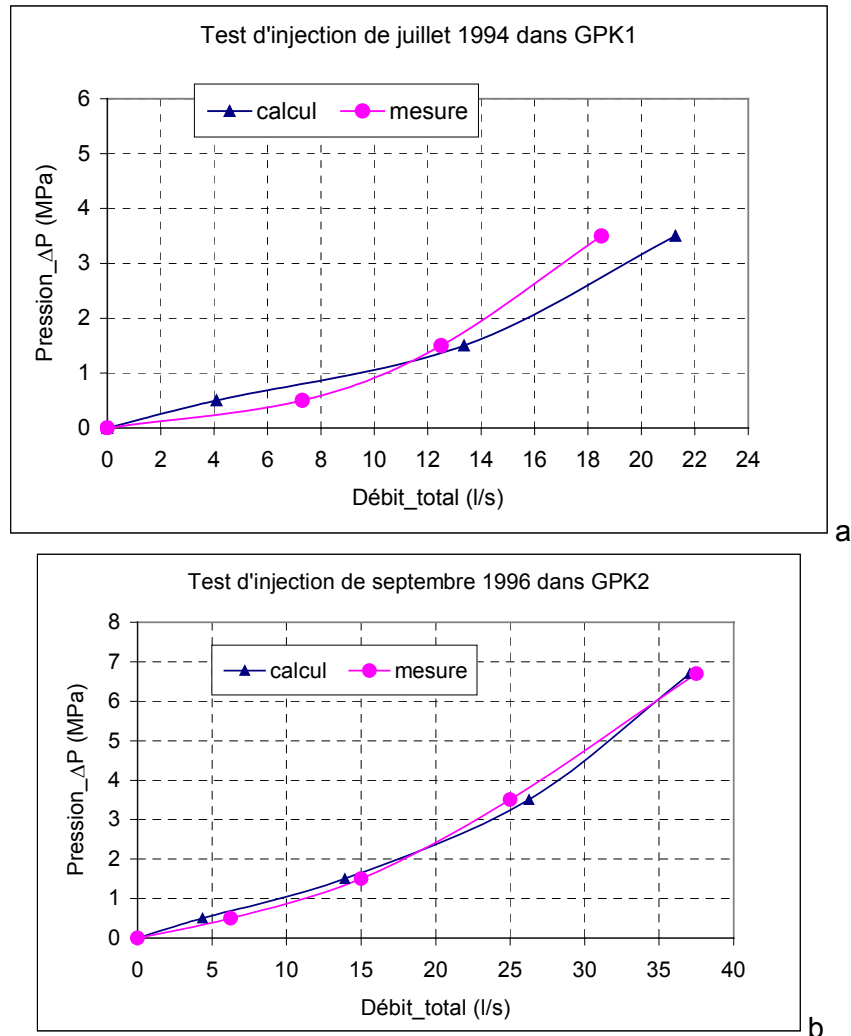 Test d'injection de juillet 1994 dans GPK1
calcul mesure
Pression_ΔP (MPa)
6
5
4
3
2
1
0
0 2 4 6 8 10 12 14 16 18 20 22 24
Débit_total (l/s)
a
Test d'injection de septembre 1996 dans GPK2
calcul mesure
Pression_ΔP (MPa)
8
7
6
5
4
3
2
1
0
0 5 10 15 20 25 30 35 40
Débit_total (l/s)
b